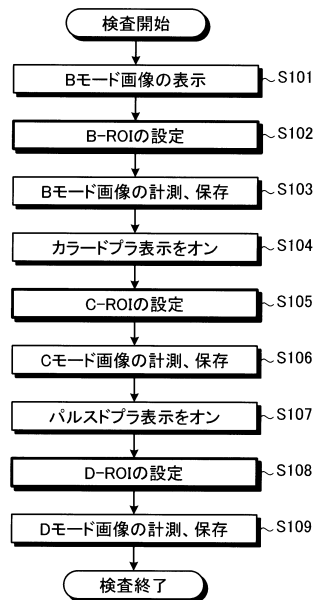 検査開始
Bモード画像の表示 S101
B-ROIの設定 S102
Bモード画像の計測、保存 S103
カラードプラ表示をオン S104
C-ROIの設定 S105
Cモード画像の計測、保存 S106
パルスドプラ表示をオン S107
D-ROIの設定 S108
Dモード画像の計測、保存 S109
検査終了